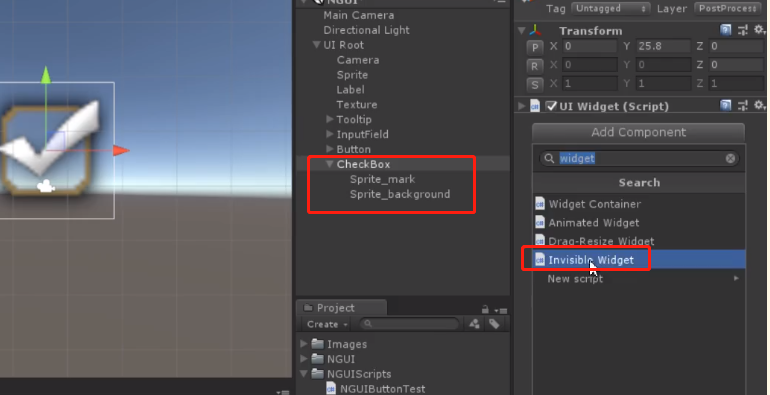 NGUI
Main Camera
Directional Light
UI Root
Camera
Sprite
Label
Texture
Tooltip
InputField
Button
CheckBox
Sprite_mark
Sprite_background
Project
Create
Images
NGUI
NGUIScripts
NGUIButtonTest
Tag Untagged Layer PostProcess
Transform
P X 0 Y 25.8 Z 0
R X 0 Y 0 Z 0
S X 1 Y 1 Z 1
UI Widget (Script)
Add Component
widget
Search
Widget Container
Animated Widget
Drag-Resize Widget
Invisible Widget
New script